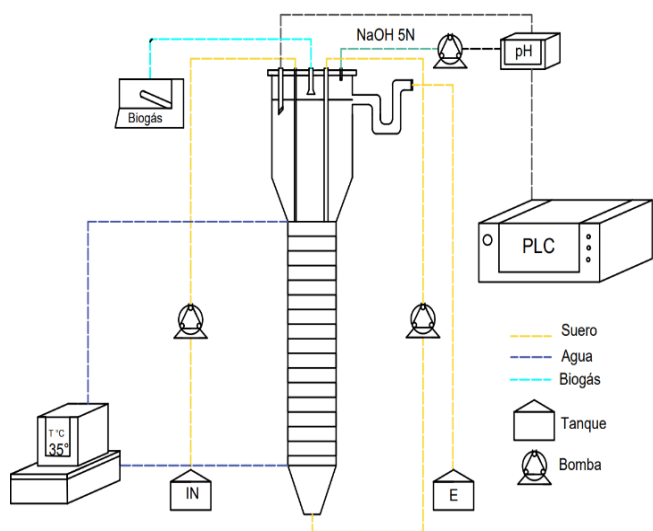 NaOH 5N
pH
Biogás
PLC
Suero
Agua
Biogás
Tanque
Bomba
T °C
35°
IN
E